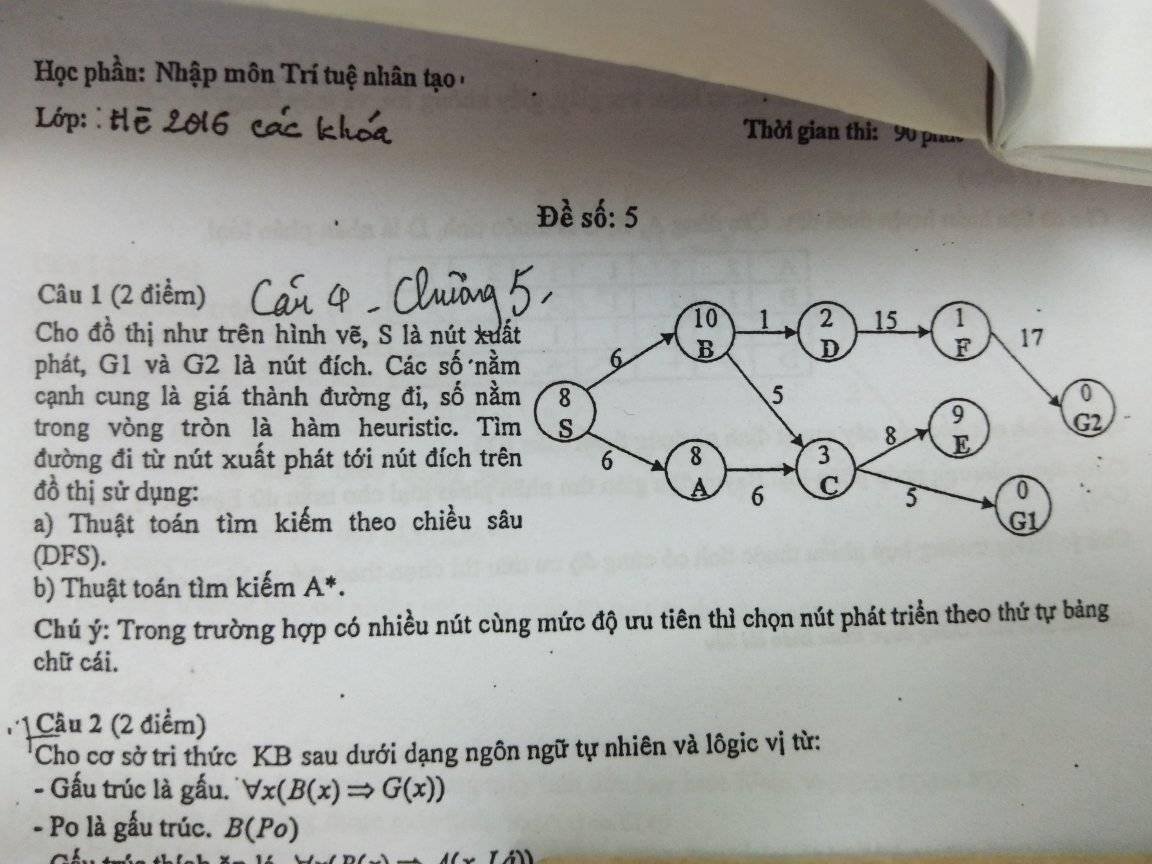 Học phần: Nhập môn Trí tuệ nhân tạo
Lớp: Hè 2016 các khóa
Thời gian thi: 90 phút
Đề số: 5
Câu 1 (2 điểm) Câu 4 - Chương 5.
Cho đồ thị như trên hình vẽ, S là nút xuất
phát, G1 và G2 là nút đích. Các số nằm
cạnh cung là giá thành đường đi, số nằm
trong vòng tròn là hàm heuristic. Tìm
đường đi từ nút xuất phát tới nút đích trên
đồ thị sử dụng:
a) Thuật toán tìm kiếm theo chiều sâu
(DFS).
b) Thuật toán tìm kiếm A*.
10 1 2 15 1
B D F 17
6
5
0
G2
8
S
9
E
8
6
8
A
3
C
6
5
0
G1
Chú ý: Trong trường hợp có nhiều nút cùng mức độ ưu tiên thì chọn nút phát triển theo thứ tự bảng
chữ cái.
Câu 2 (2 điểm)
Cho cơ sở tri thức KB sau dưới dạng ngôn ngữ tự nhiên và lôgic vị từ:
- Gấu trúc là gấu. ∀x(B(x) ⇒ G(x))
- Po là gấu trúc. B(Po)
- Gấu trúc thích ăn lá. ∀x(B(x) ⇒ A(x, Lá))